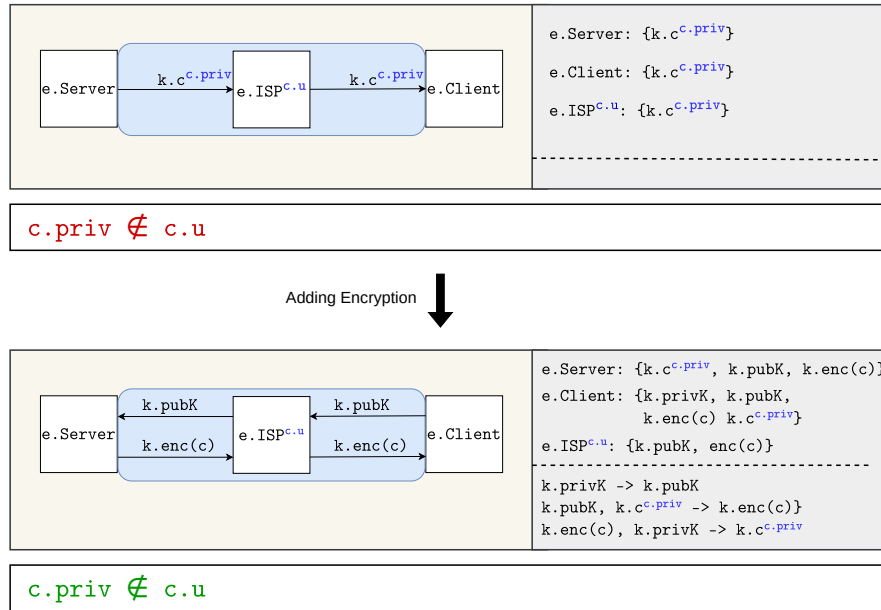 e.Server
k.c^c.priv
e.ISP^c.u
k.c^c.priv
e.Client
e.Server: {k.c^c.priv}
e.Client: {k.c^c.priv}
e.ISP^c.u: {k.c^c.priv}
c.priv ∉ c.u
Adding Encryption
e.Server
k.pubK
k.enc(c)
e.ISP^c.u
k.pubK
k.enc(c)
e.Client
e.Server: {k.c^c.priv, k.pubK, k.enc(c)}
e.Client: {k.privK, k.pubK,
k.enc(c) k.c^c.priv}
e.ISP^c.u: {k.pubK, enc(c)}
k.privK -> k.pubK
k.pubK, k.c^c.priv -> k.enc(c)}
k.enc(c), k.privK -> k.c^c.priv
c.priv ∉ c.u